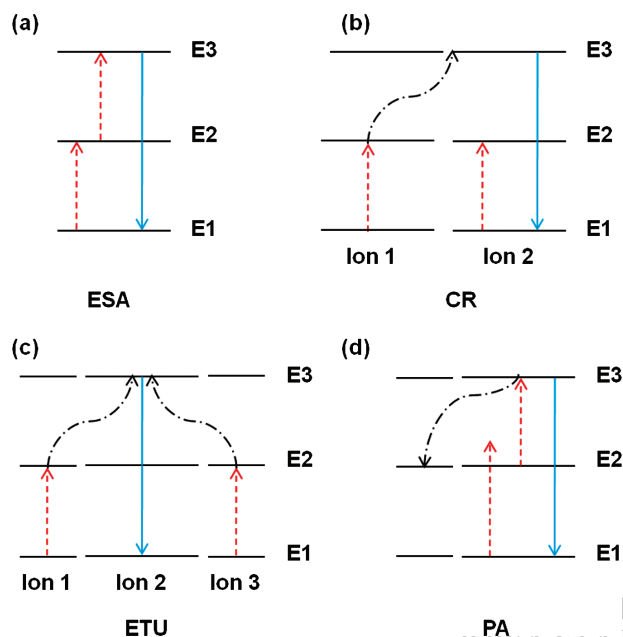 (a)
E3
E2
E1
ESA
(b)
E3
E2
E1
Ion 1
Ion 2
CR
(c)
E3
E2
E1
Ion 1
Ion 2
Ion 3
ETU
(d)
E3
E2
E1
PA